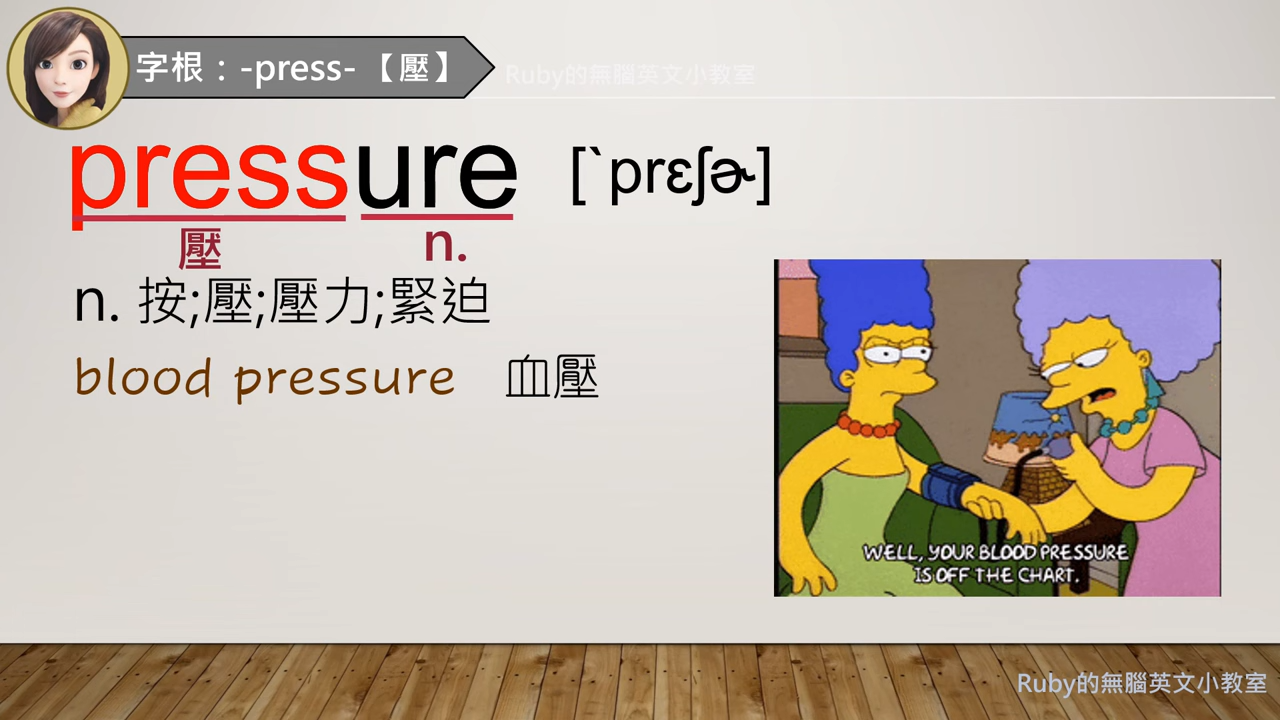 字根：-press-【壓】
Ruby的無腦英文小教室
pressure [`prɛʃɚ]
壓 n.
n. 按;壓;壓力;緊迫
blood pressure 血壓
WELL, YOUR BLOOD PRESSURE
IS OFF THE CHART.
Ruby的無腦英文小教室